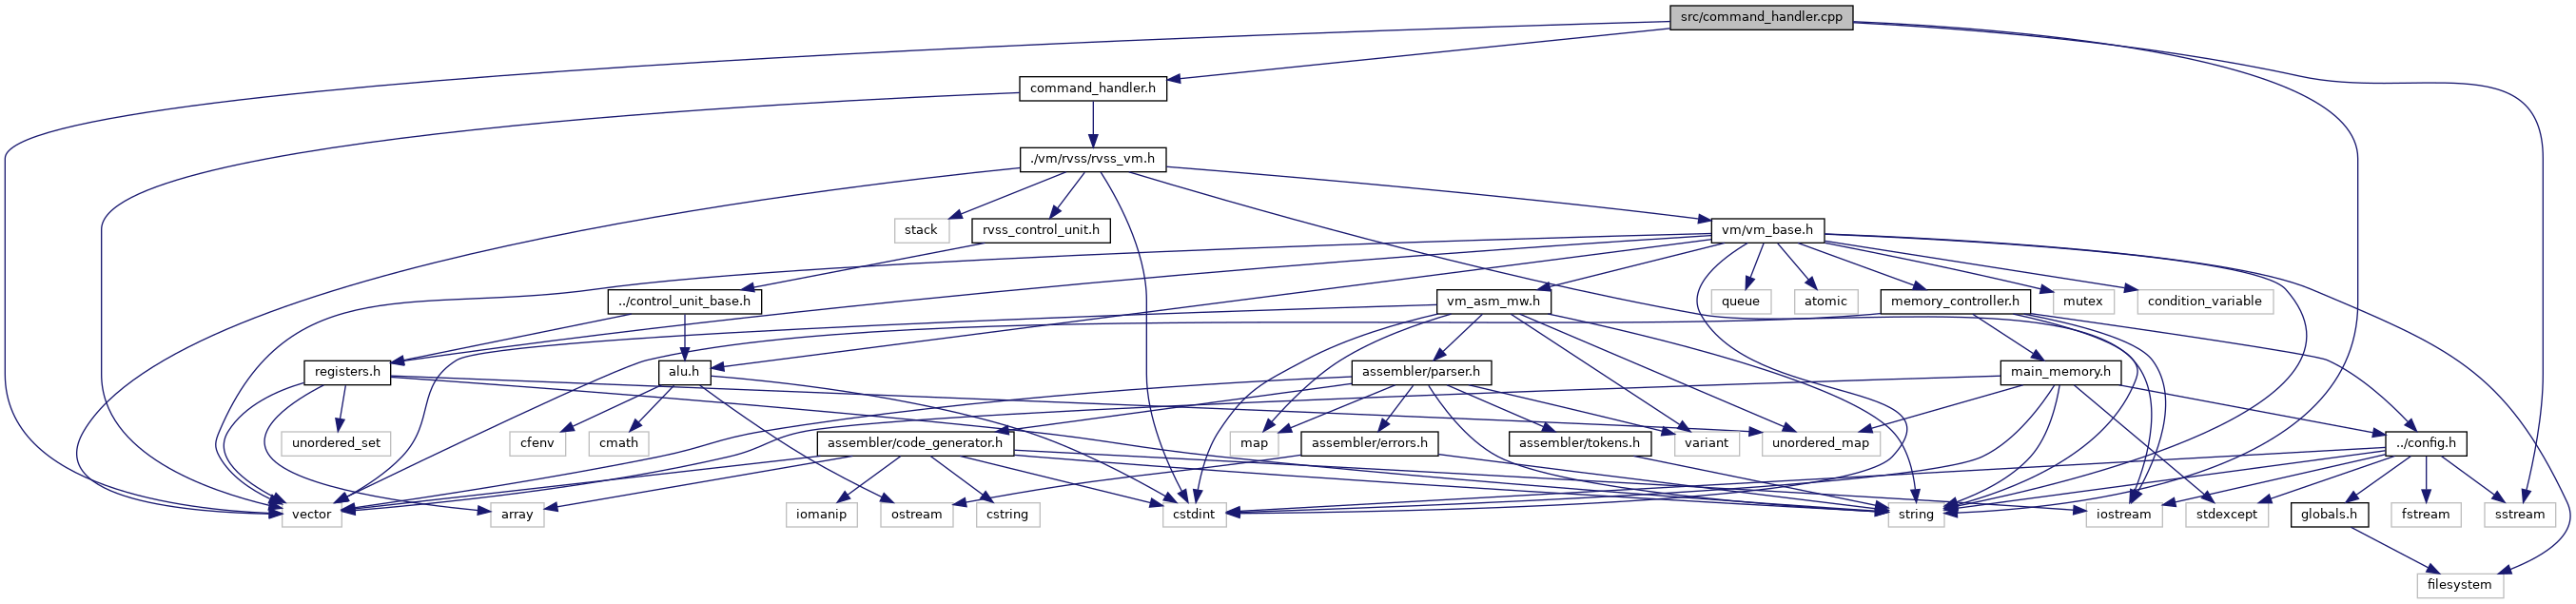 src/command_handler.cpp
command_handler.h
./vm/rvss/rvss_vm.h
stack
rvss_control_unit.h
vm/vm_base.h
../control_unit_base.h
vm_asm_mw.h
queue
atomic
memory_controller.h
mutex
condition_variable
registers.h
alu.h
assembler/parser.h
main_memory.h
unordered_set
cfenv
cmath
assembler/code_generator.h
map
assembler/errors.h
assembler/tokens.h
variant
unordered_map
../config.h
vector
array
iomanip
ostream
cstring
cstdint
string
iostream
stdexcept
globals.h
fstream
sstream
filesystem